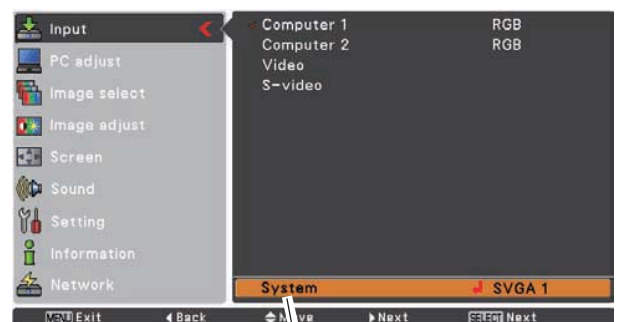 Input
PC adjust
Image select
Image adjust
Screen
Sound
Setting
Information
Network
Computer 1 RGB
Computer 2 RGB
Video
S-video
System SVGA 1
MENU Exit Back Move Next SELECT Next